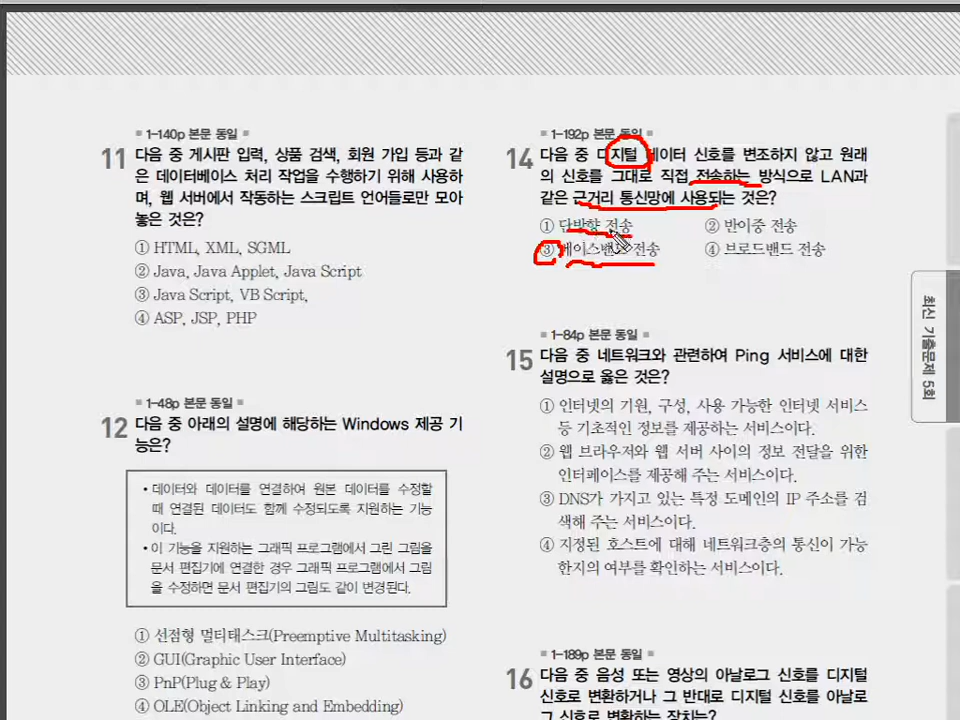 ■ 1-140p 본문 동일 ■
11 다음 중 게시판 입력, 상품 검색, 회원 가입 등과 같
은 데이터베이스 처리 작업을 수행하기 위해 사용하
며, 웹 서버에서 작동하는 스크립트 언어들로만 모아
놓은 것은?
① HTML, XML, SGML
② Java, Java Applet, Java Script
③ Java Script, VB Script,
④ ASP, JSP, PHP
■ 1-48p 본문 동일 ■
12 다음 중 아래의 설명에 해당하는 Windows 제공 기
능은?
• 데이터와 데이터를 연결하여 원본 데이터를 수정할
때 연결된 데이터도 함께 수정되도록 지원하는 기능
이다.
• 이 기능을 지원하는 그래픽 프로그램에서 그린 그림을
문서 편집기에 연결한 경우 그래픽 프로그램에서 그림
을 수정하면 문서 편집기의 그림도 같이 변경된다.
① 선점형 멀티태스크(Preemptive Multitasking)
② GUI(Graphic User Interface)
③ PnP(Plug & Play)
④ OLE(Object Linking and Embedding)
■ 1-192p 본문 동일 ■
14 다음 중 디지털 데이터 신호를 변조하지 않고 원래
의 신호를 그대로 직접 전송하는 방식으로 LAN과
같은 근거리 통신망에 사용되는 것은?
① 단방향 전송 ② 반이중 전송
③ 베이스밴드 전송 ④ 브로드밴드 전송
■ 1-84p 본문 동일 ■
15 다음 중 네트워크와 관련하여 Ping 서비스에 대한
설명으로 옳은 것은?
① 인터넷의 기원, 구성, 사용 가능한 인터넷 서비스
등 기초적인 정보를 제공하는 서비스이다.
② 웹 브라우저와 웹 서버 사이의 정보 전달을 위한
인터페이스를 제공해 주는 서비스이다.
③ DNS가 가지고 있는 특정 도메인의 IP 주소를 검
색해 주는 서비스이다.
④ 지정된 호스트에 대해 네트워크층의 통신이 가능
한지의 여부를 확인하는 서비스이다.
■ 1-189p 본문 동일 ■
16 다음 중 음성 또는 영상의 아날로그 신호를 디지털
신호로 변환하거나 그 반대로 디지털 신호를 아날로
그 신호로 변환하는 장치는?
최신 기출문제 5회